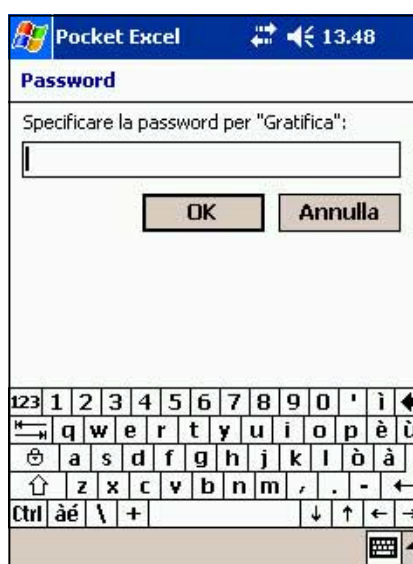 Pocket Excel 13.48
Password
Specificare la password per "Gratifica":
OK Annulla
123 1 2 3 4 5 6 7 8 9 0 ' ì
q w e r t y u i o p è ù
a s d f g h j k l ò à
z x c v b n m , . -
Ctrl àé \ +